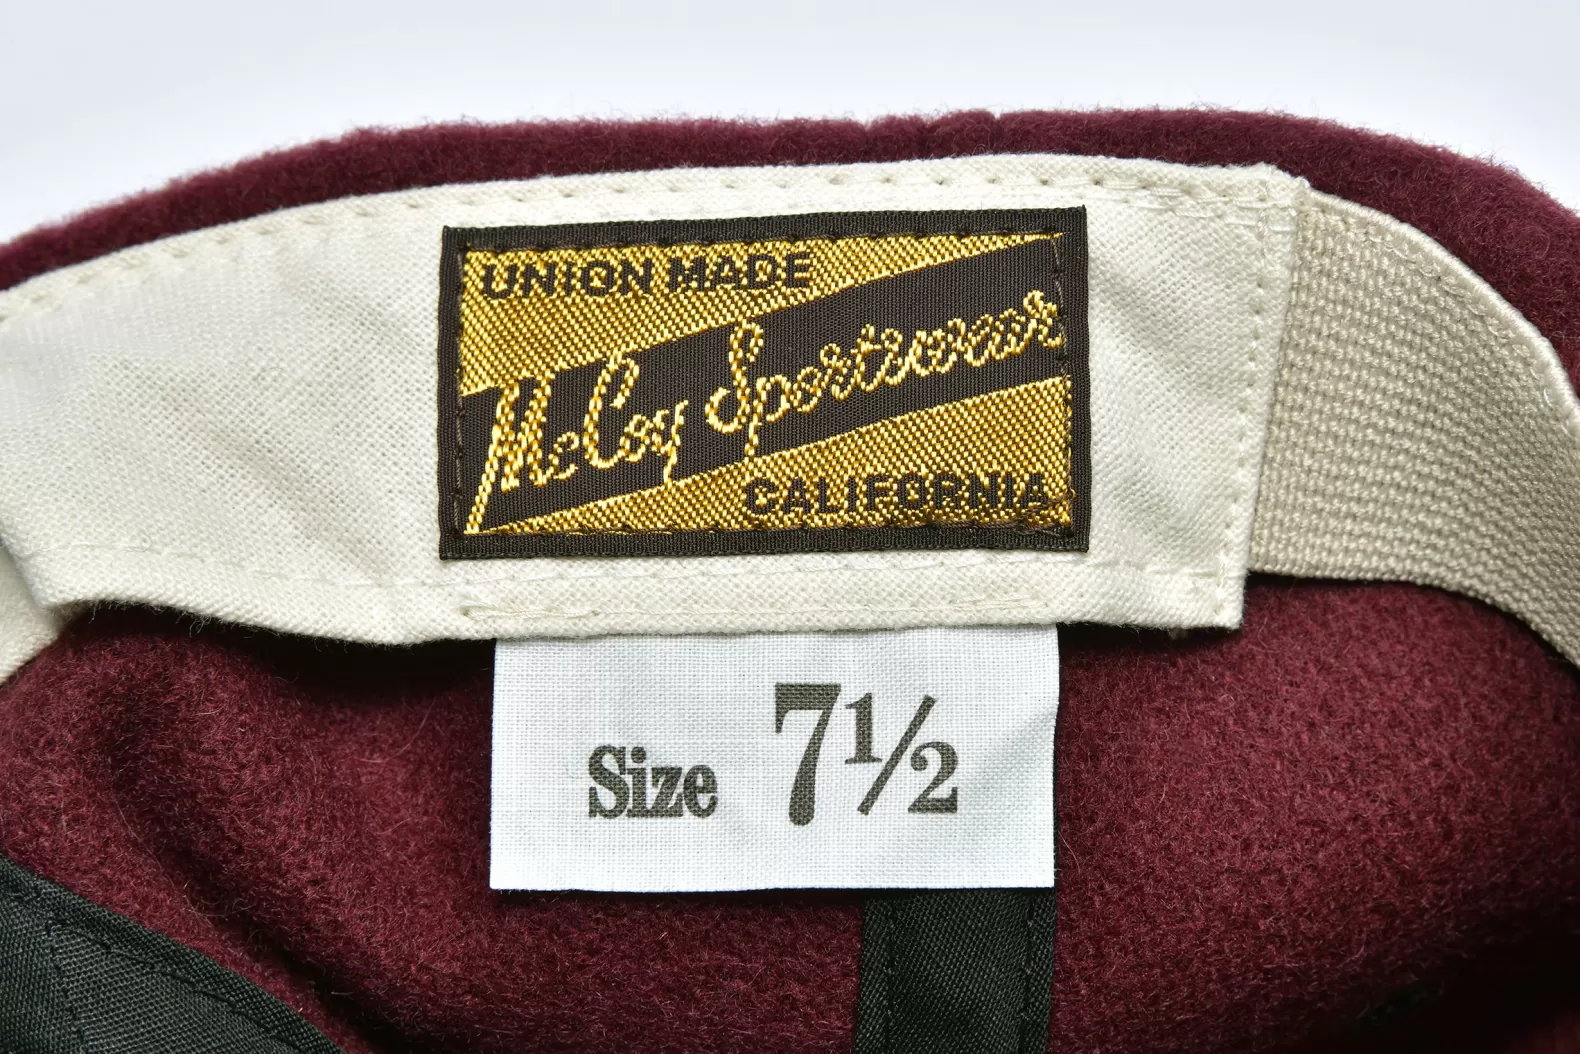 UNION MADE
McCoy Sportswear
CALIFORNIA
Size 7½